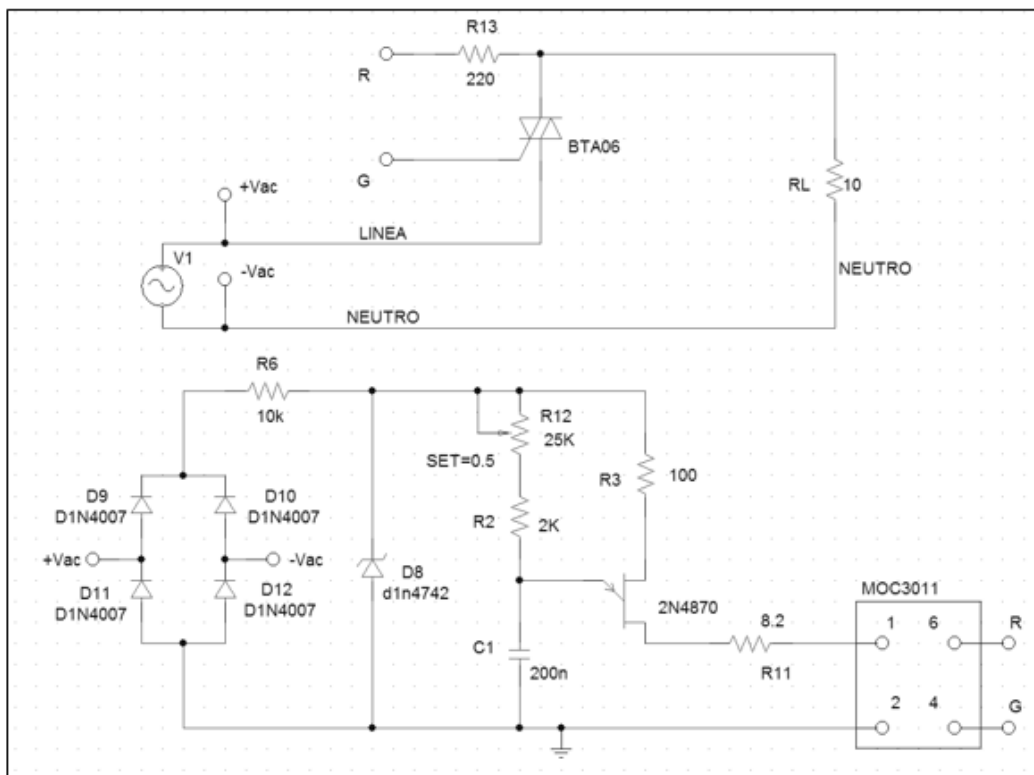 R13
R
220
BTA06
G
RL
10
+Vac
LINEA
V1
-Vac
NEUTRO
NEUTRO
R6
10k
R12
25K
SET=0.5
R3
100
D9
D1N4007
D10
D1N4007
R2
2K
+Vac
-Vac
D8
d1n4742
D11
D1N4007
D12
D1N4007
2N4870
MOC3011
8.2
1
6
R
C1
200n
R11
2
4
G